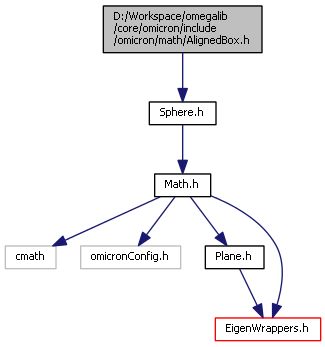 D:/Workspace/omegalib
/core/omicron/include
/omicron/math/AlignedBox.h
Sphere.h
Math.h
cmath
omicronConfig.h
Plane.h
EigenWrappers.h